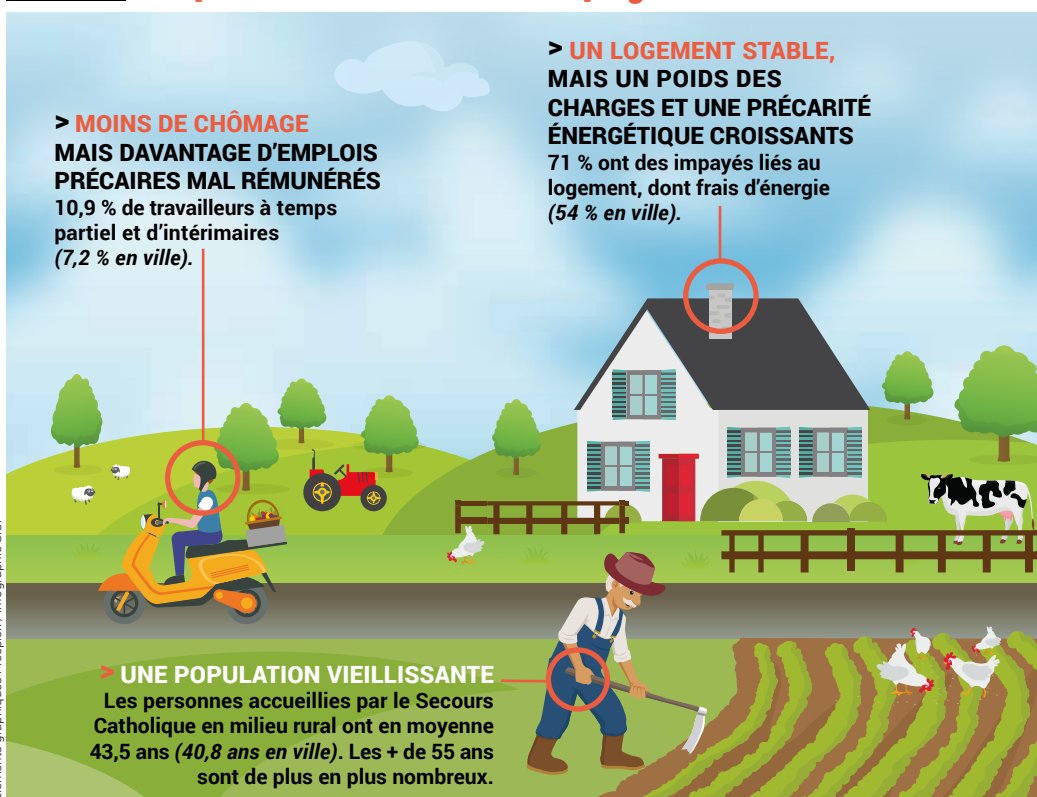 > MOINS DE CHÔMAGE
MAIS DAVANTAGE D'EMPLOIS
PRÉCAIRES MAL RÉMUNÉRÉS
10,9 % de travailleurs à temps
partiel et d'intérimaires
(7,2 % en ville).
> UN LOGEMENT STABLE,
MAIS UN POIDS DES
CHARGES ET UNE PRÉCARITÉ
ÉNERGÉTIQUE CROISSANTS
71 % ont des impayés liés au
logement, dont frais d'énergie
(54 % en ville).
> UNE POPULATION VIEILLISSANTE
Les personnes accueillies par le Secours
Catholique en milieu rural ont en moyenne
43,5 ans (40,8 ans en ville). Les + de 55 ans
sont de plus en plus nombreux.